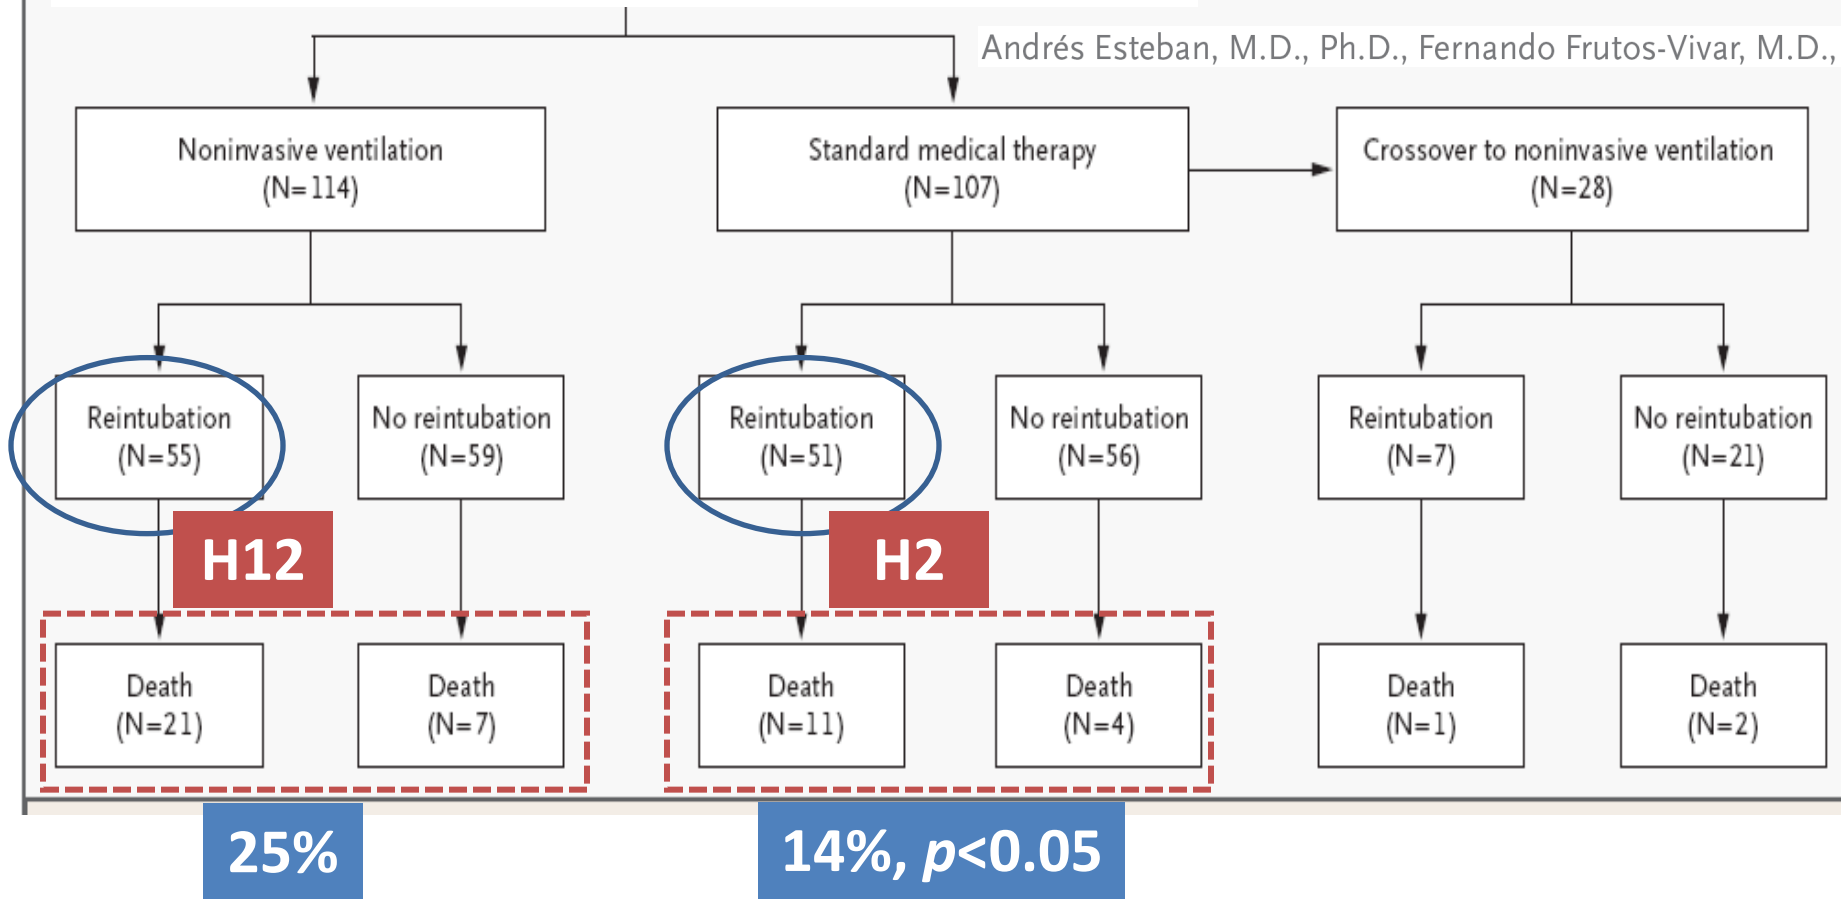 Andrés Esteban, M.D., Ph.D., Fernando Frutos-Vivar, M.D.,
Noninvasive ventilation
(N=114)
Standard medical therapy
(N=107)
Crossover to noninvasive ventilation
(N=28)
Reintubation
(N=55)
No reintubation
(N=59)
Reintubation
(N=51)
No reintubation
(N=56)
Reintubation
(N=7)
No reintubation
(N=21)
H12
H2
Death
(N=21)
Death
(N=7)
Death
(N=11)
Death
(N=4)
Death
(N=1)
Death
(N=2)
25%
14%, p<0.05